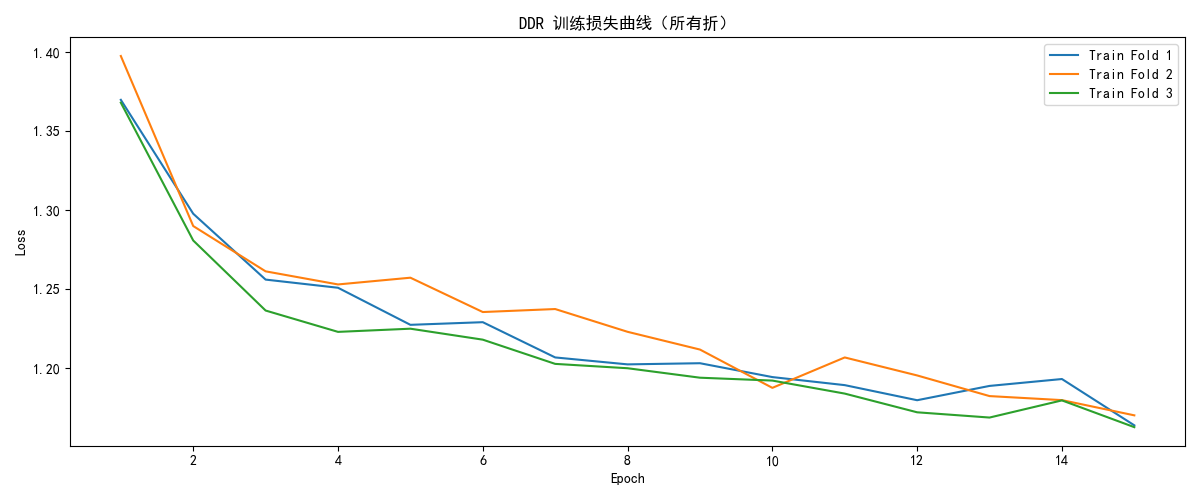 DDR 训练损失曲线（所有折）
Train Fold 1
Train Fold 2
Train Fold 3
Loss
1.40
1.35
1.30
1.25
1.20
2 4 6 8 10 12 14
Epoch